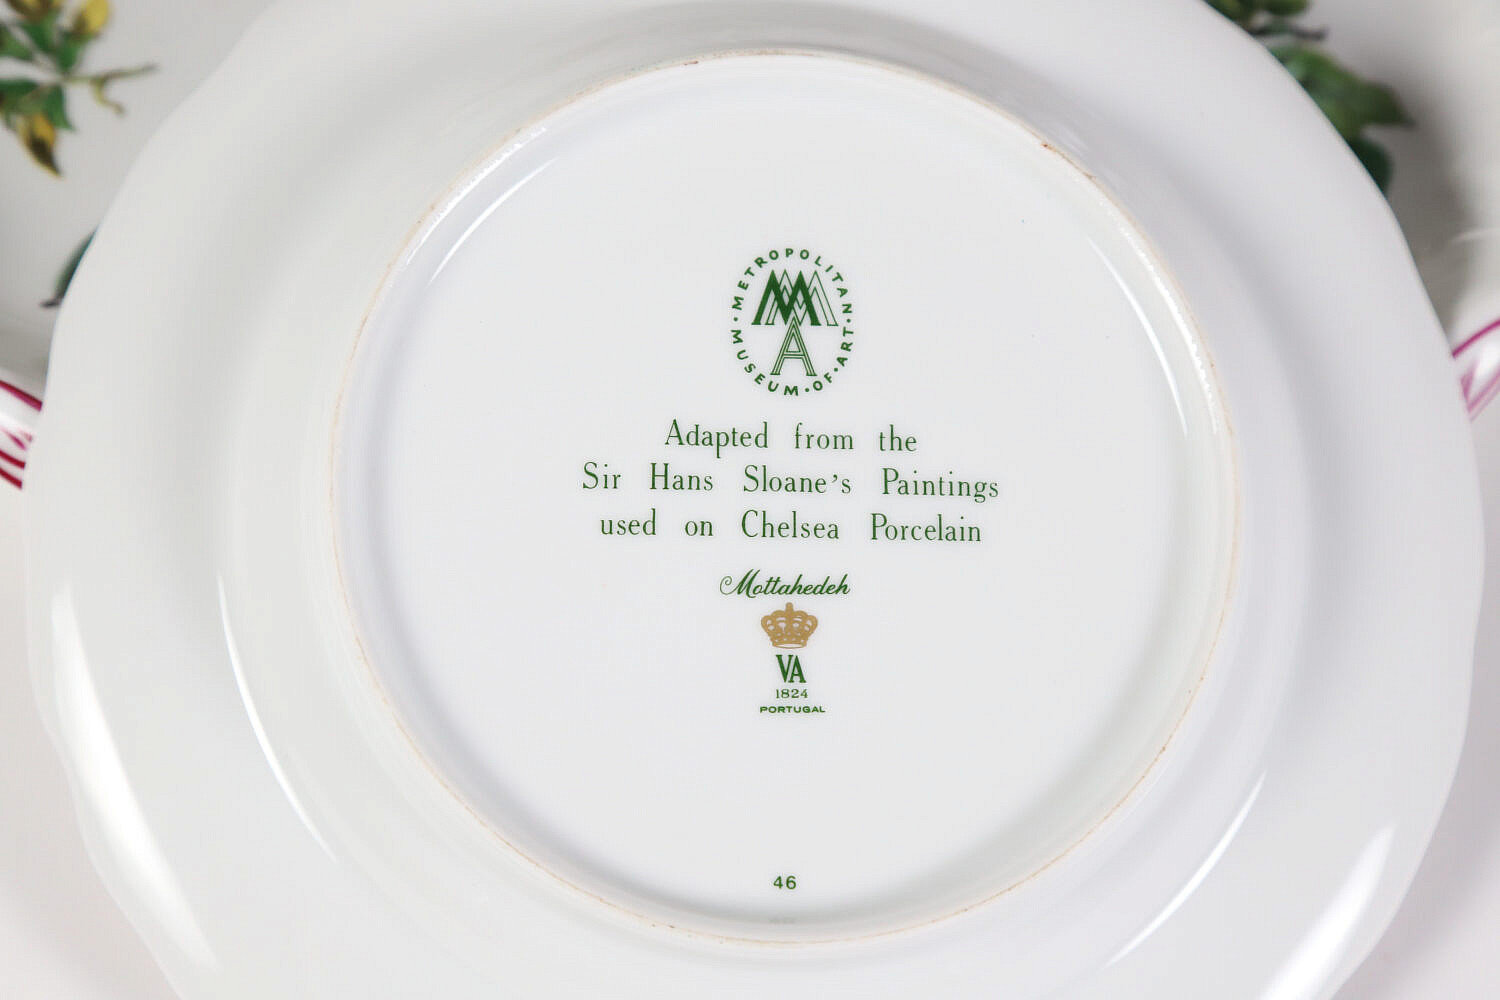 METROPOLITAN · MUSEUM · OF · ART ·
MMA
Adapted from the
Sir Hans Sloane's Paintings
used on Chelsea Porcelain
Mottahedeh
VA
1824
PORTUGAL
46